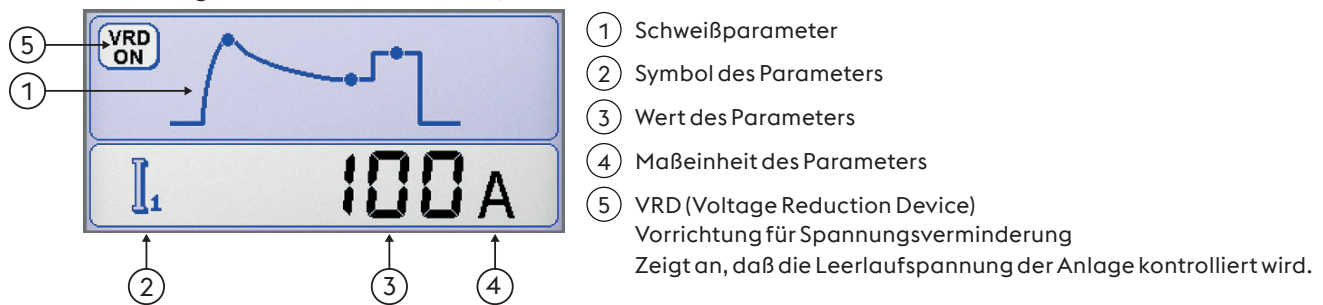 VRD
ON
5
1
I1
100 A
2
3
4
1 Schweißparameter
2 Symbol des Parameters
3 Wert des Parameters
4 Maßeinheit des Parameters
5 VRD (Voltage Reduction Device)
Vorrichtung für Spannungsverminderung
Zeigt an, daß die Leerlaufspannung der Anlage kontrolliert wird.